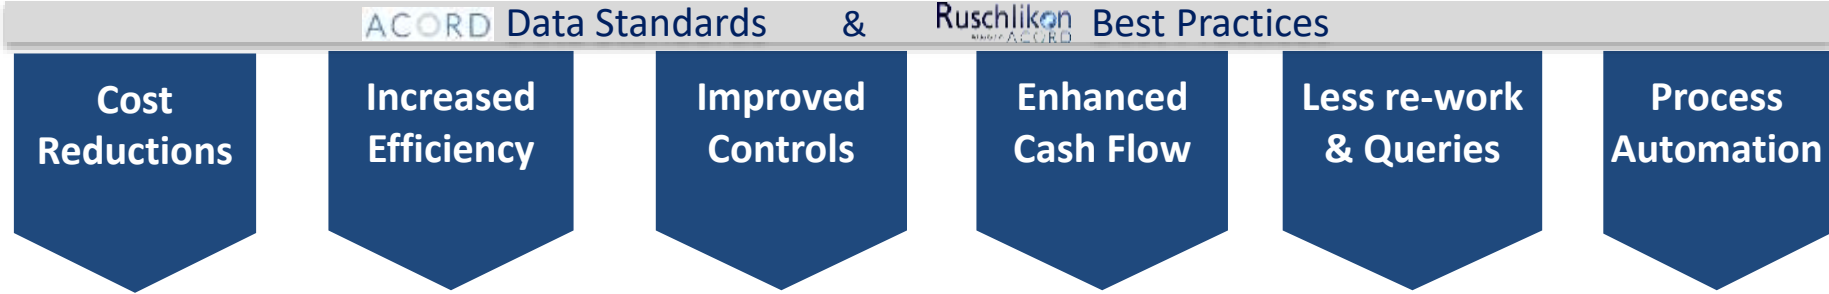 ACORD Data Standards & Ruschlikon Best Practices
ACORD
Cost
Reductions
Increased
Efficiency
Improved
Controls
Enhanced
Cash Flow
Less re-work
& Queries
Process
Automation